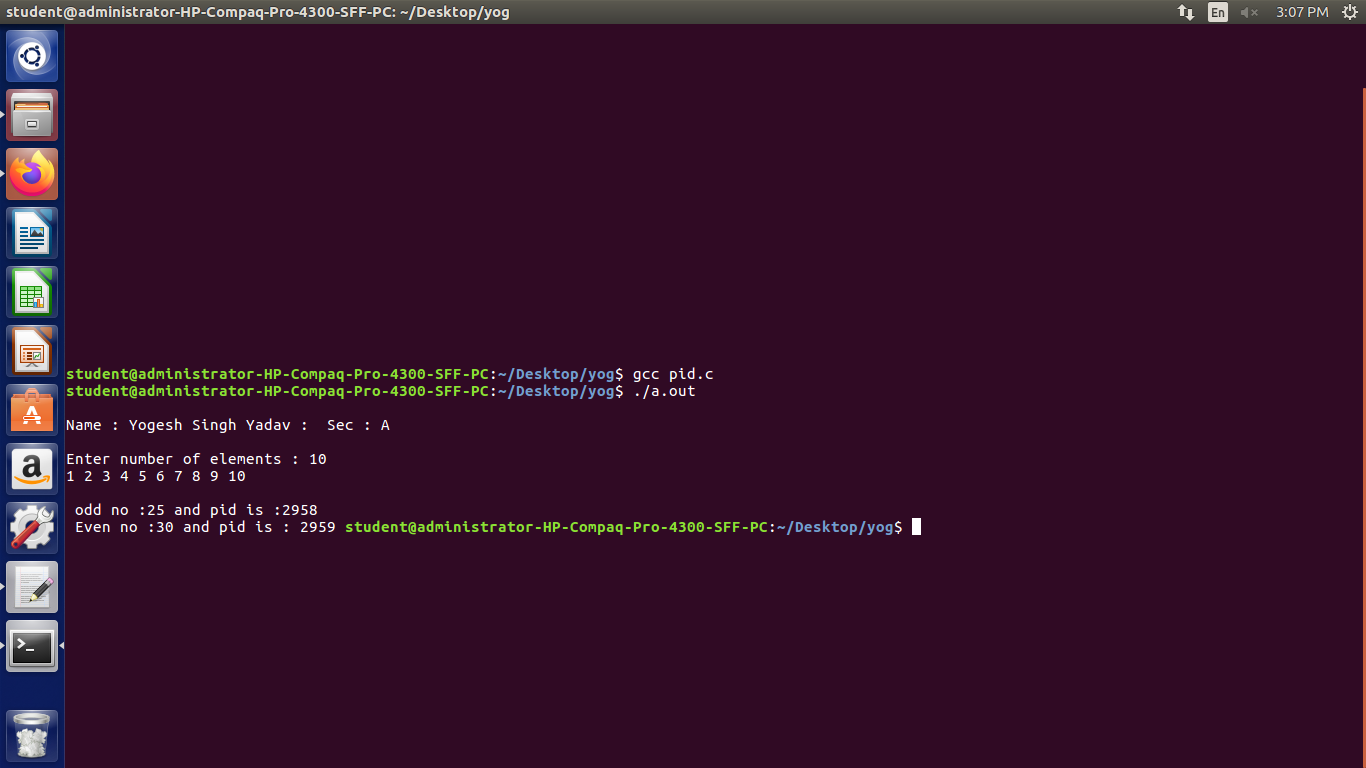 student@administrator-HP-Compaq-Pro-4300-SFF-PC: ~/Desktop/yog
En
3:07 PM
student@administrator-HP-Compaq-Pro-4300-SFF-PC:~/Desktop/yog$ gcc pid.c
student@administrator-HP-Compaq-Pro-4300-SFF-PC:~/Desktop/yog$ ./a.out
Name : Yogesh Singh Yadav :  Sec : A
Enter number of elements : 10
1 2 3 4 5 6 7 8 9 10
odd no :25 and pid is :2958
Even no :30 and pid is : 2959 student@administrator-HP-Compaq-Pro-4300-SFF-PC:~/Desktop/yog$